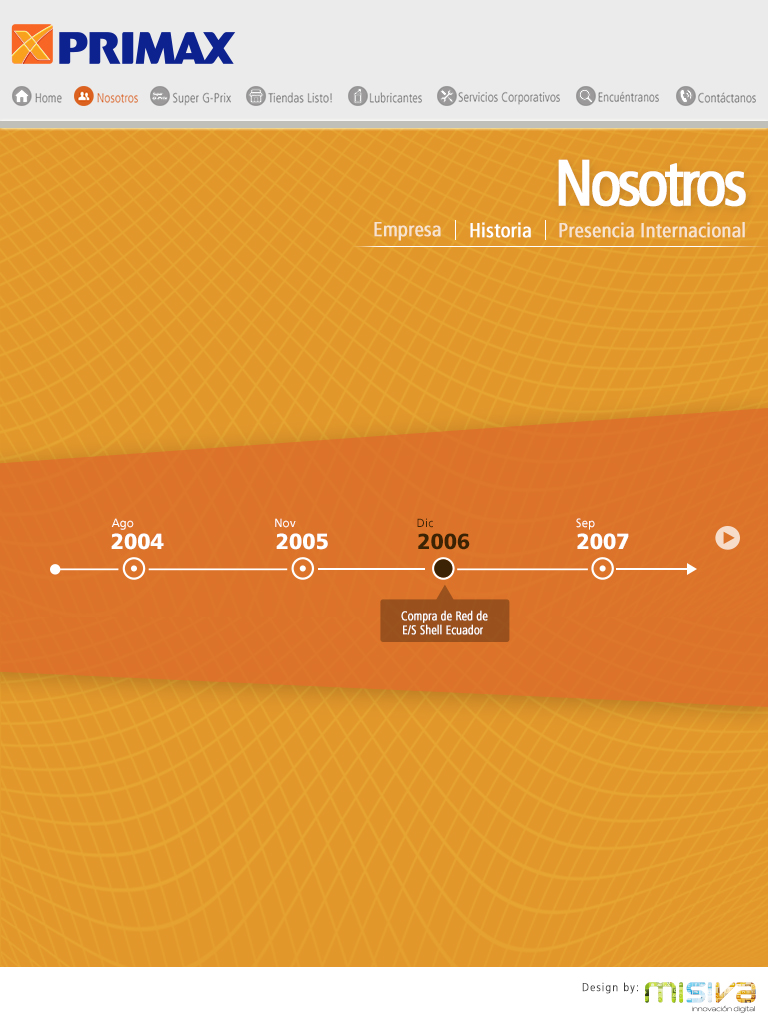 PRIMAX
Home Nosotros Super G-Prix Tiendas Listo! Lubricantes Servicios Corporativos Encuéntranos Contáctanos
Nosotros
Empresa Historia Presencia Internacional
Ago Nov Dic Sep
2004 2005 2006 2007
Compra de Red de
E/S Shell Ecuador
Design by: misiva
innovación digital